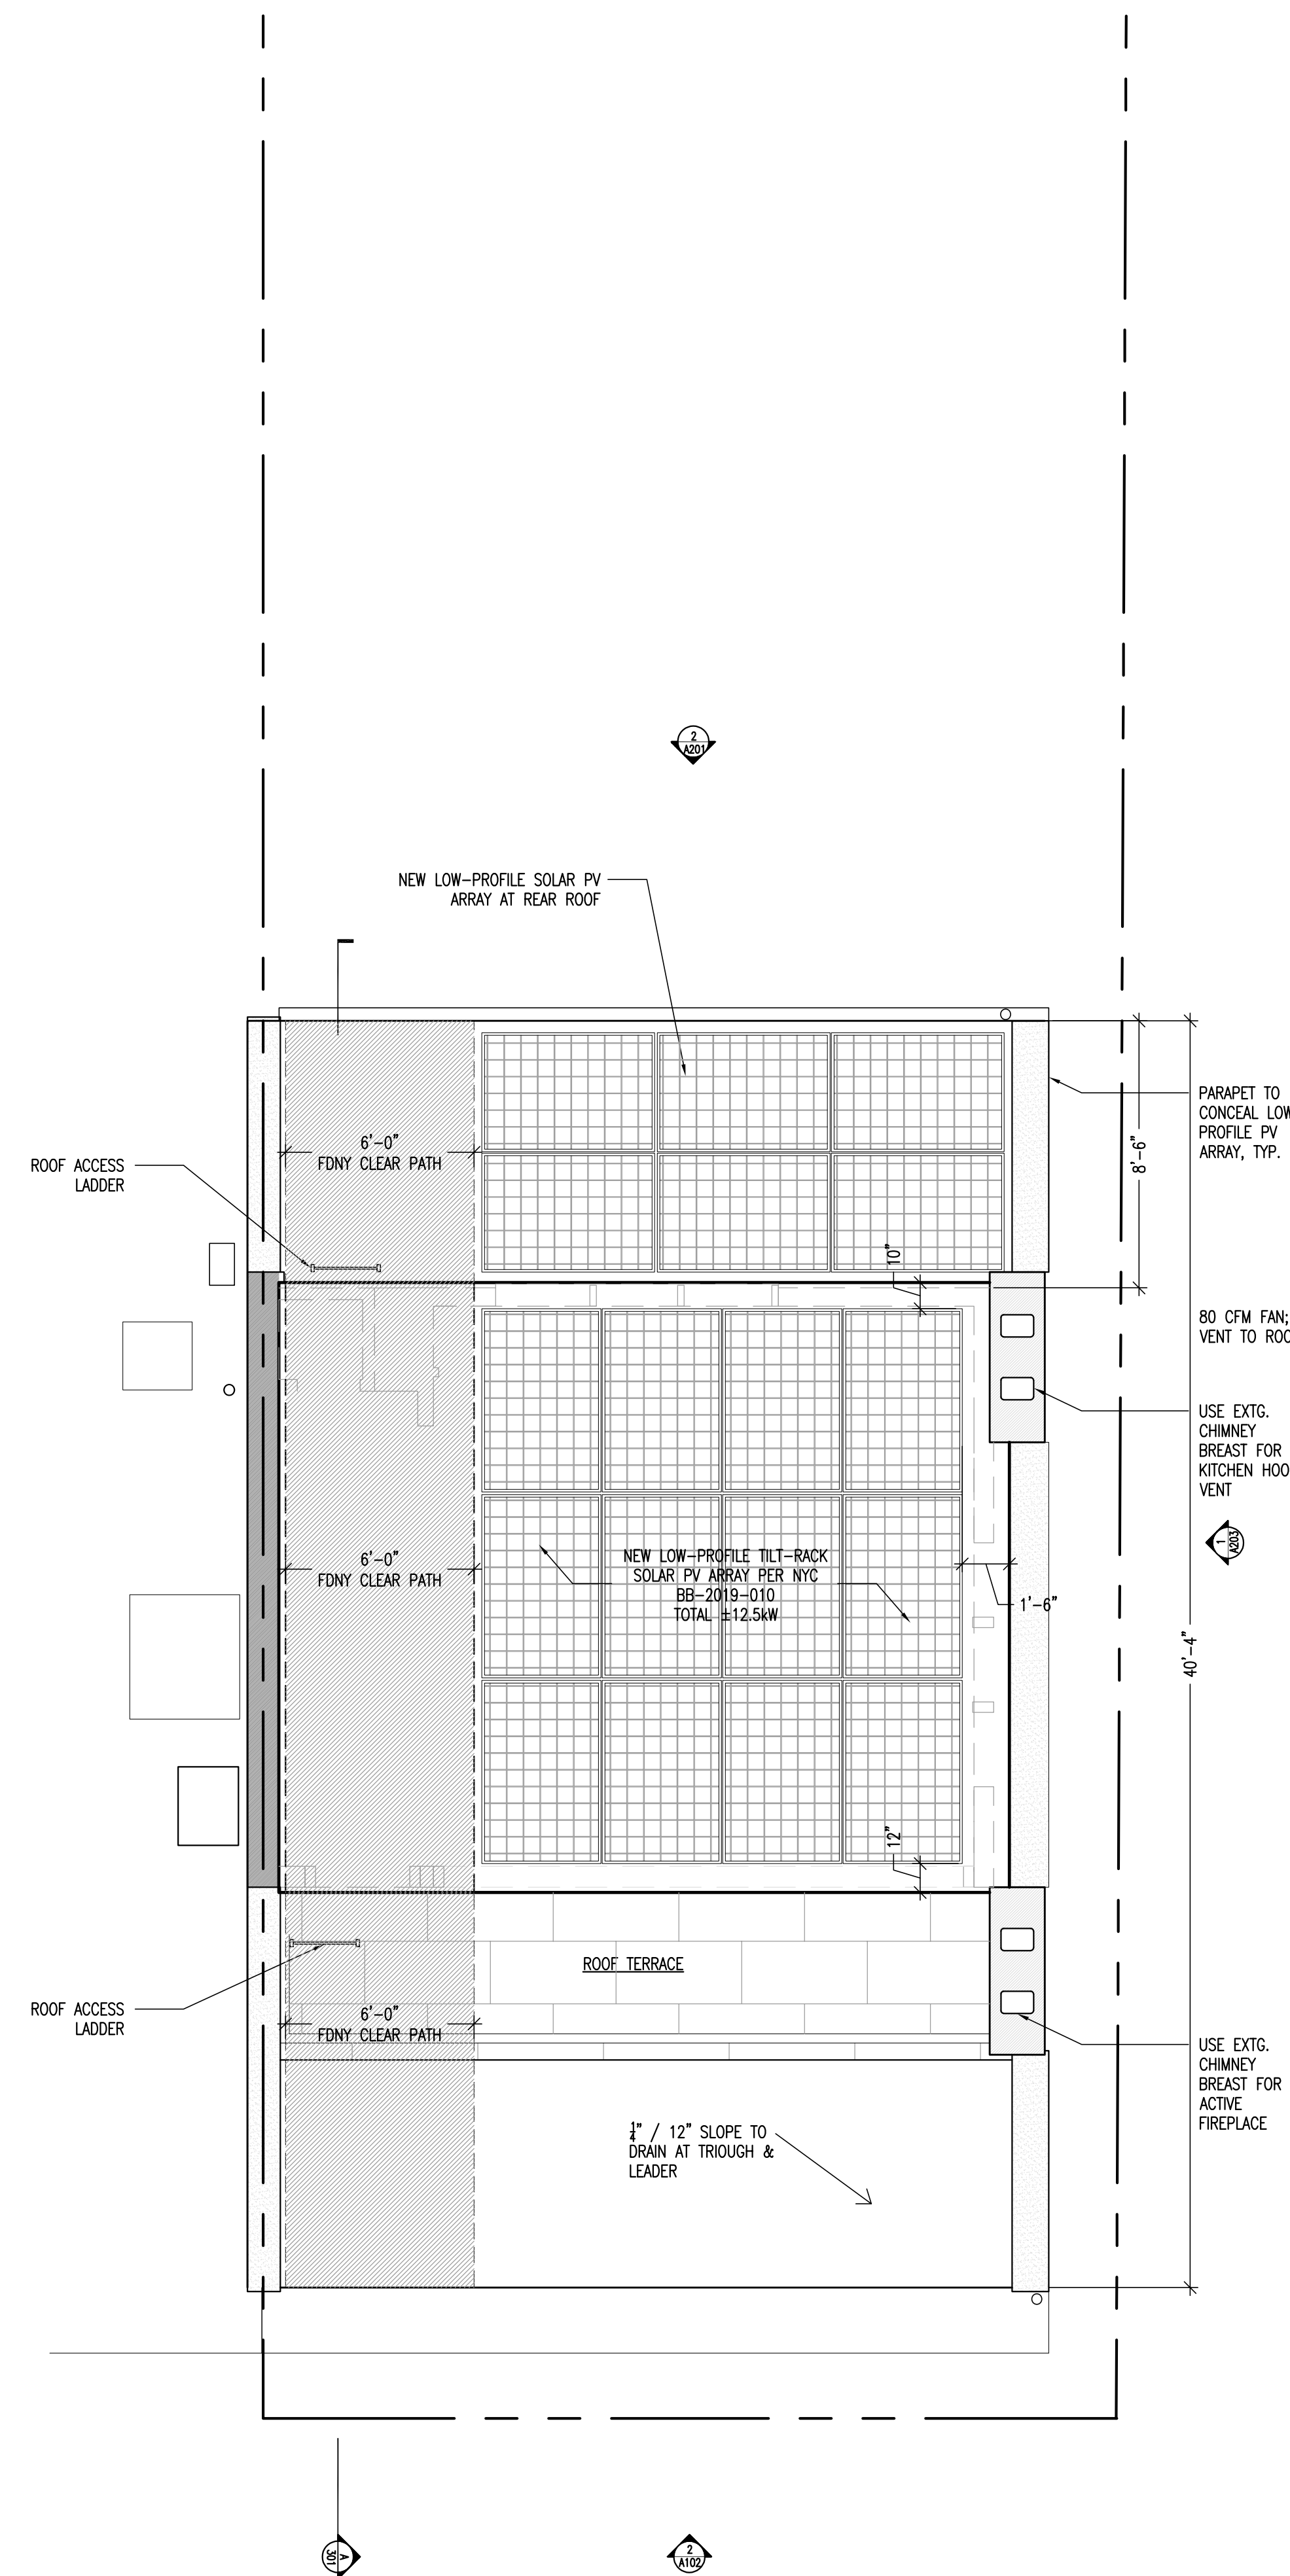 2
A201
NEW LOW-PROFILE SOLAR PV
ARRAY AT REAR ROOF
PARAPET TO
CONCEAL LOW
PROFILE PV
ARRAY, TYP.
8'-6"
6'-0"
FDNY CLEAR PATH
ROOF ACCESS
LADDER
10"
80 CFM FAN;
VENT TO ROO
USE EXTG.
CHIMNEY
BREAST FOR
KITCHEN HOO
VENT
1
A203
6'-0"
FDNY CLEAR PATH
NEW LOW-PROFILE TILT-RACK
SOLAR PV ARRAY PER NYC
BB-2019-010
TOTAL ±12.5kW
1'-6"
40'-4"
12"
ROOF TERRACE
ROOF ACCESS
LADDER
6'-0"
FDNY CLEAR PATH
USE EXTG.
CHIMNEY
BREAST FOR
ACTIVE
FIREPLACE
1/4" / 12" SLOPE TO
DRAIN AT TRIOUGH &
LEADER
A
301
2
A102